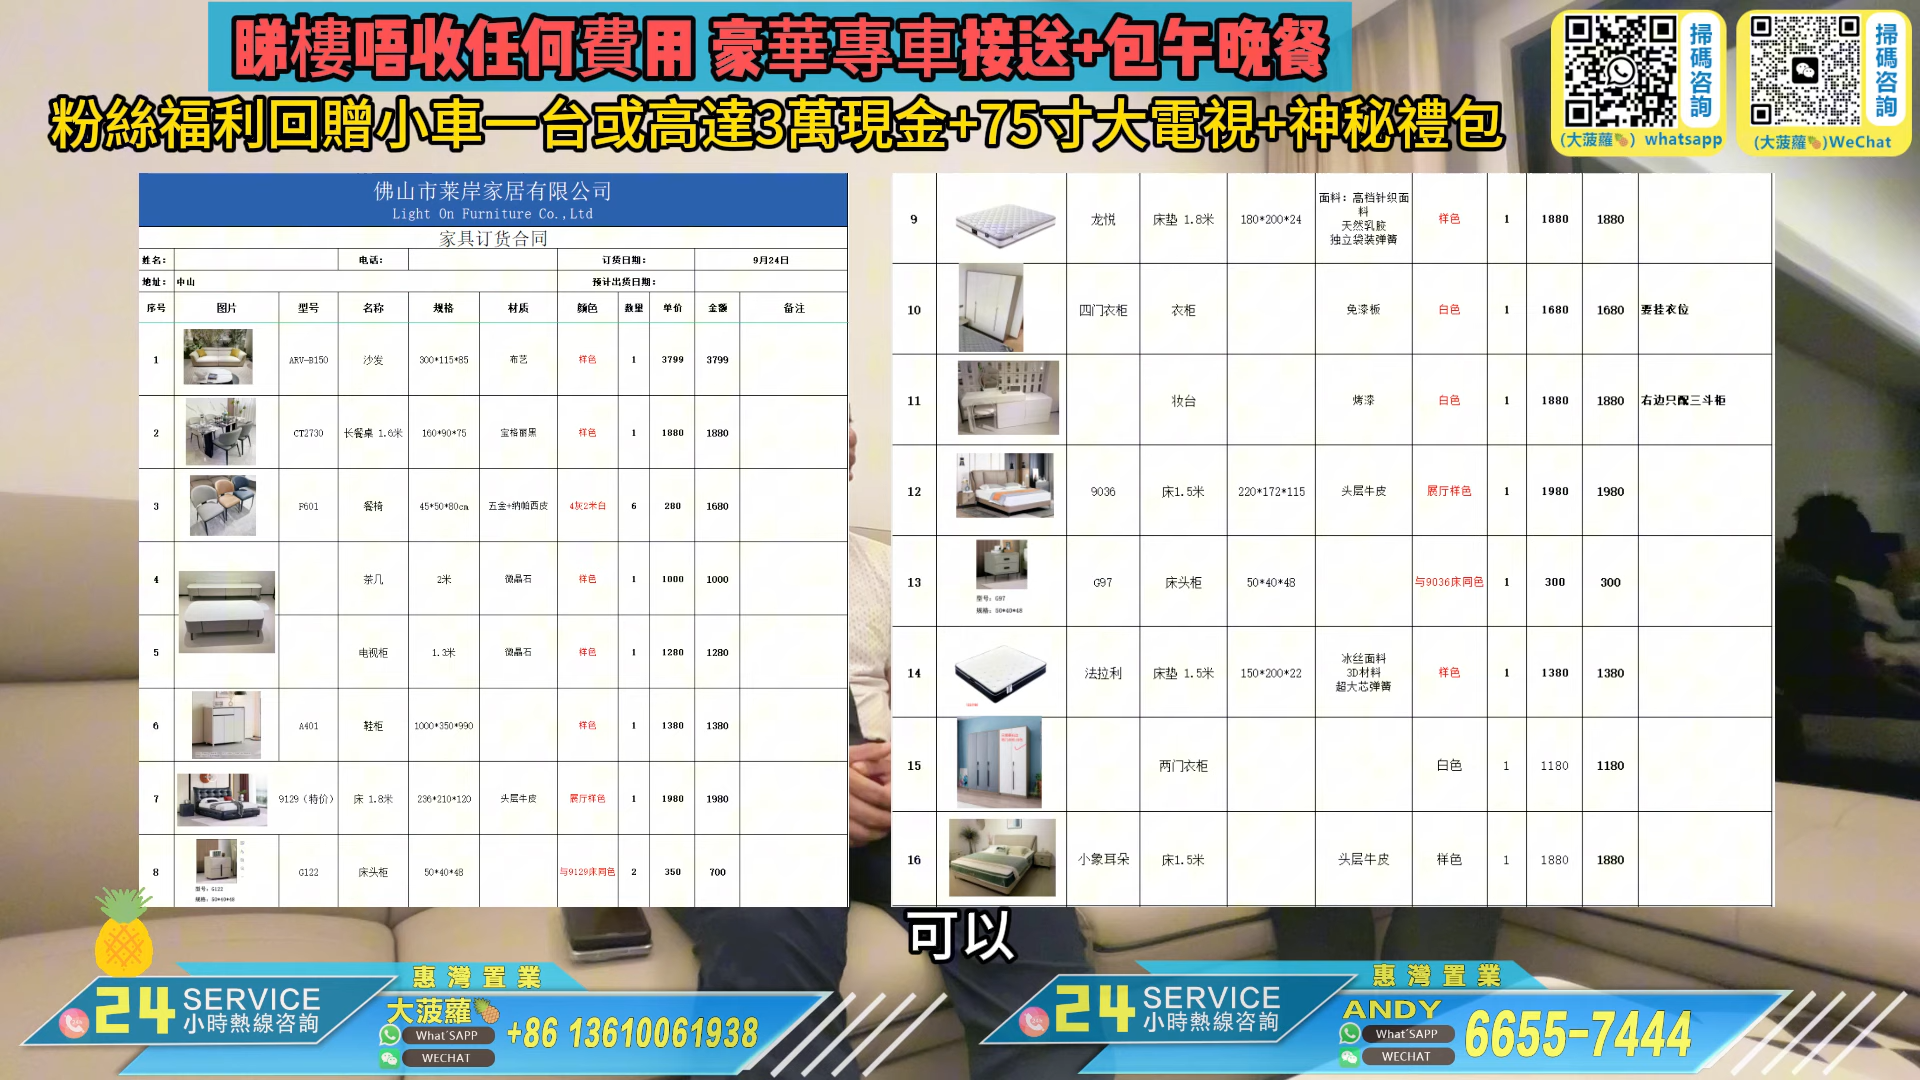 睇樓唔收任何費用 豪華專車接送+包午晚餐
粉絲福利回贈小車一台或高達3萬現金+75寸大電視+神秘禮包
掃碼咨詢
(大菠蘿🍍) whatsapp
掃碼咨詢
(大菠蘿🍍)WeChat
佛山市莱岸家居有限公司
Light On Furniture Co.,Ltd
家具订货合同
姓名: 电话: 订货日期: 9月24日
地址: 中山 预计出货日期:
序号 图片 型号 名称 规格 材质 颜色 数量 单价 金额 备注
1 ARV-B150 沙发 300*115*85 布艺 样色 1 3799 3799
2 CT2730 长餐桌 1.6米 160*90*75 宝格丽黑 样色 1 1880 1880
3 F601 餐椅 45*50*80cm 五金+纳帕西皮 4灰2米白 6 280 1680
4 茶几 2米 微晶石 样色 1 1000 1000
5 电视柜 1.3米 微晶石 样色 1 1280 1280
6 A401 鞋柜 1000*350*990 样色 1 1380 1380
7 9129（特价） 床 1.8米 236*210*120 头层牛皮 展厅样色 1 1980 1980
8 G122 床头柜 50*40*48 与9129床同色 2 350 700
型号: G122
规格: 50*40*48
9 龙悦 床垫 1.8米 180*200*24 面料: 高档针织面料 天然乳胶 独立袋装弹簧 样色 1 1880 1880
10 四门衣柜 衣柜 免漆板 白色 1 1680 1680 要挂衣位
11 妆台 烤漆 白色 1 1880 1880 右边只配三斗柜
12 9036 床1.5米 220*172*115 头层牛皮 展厅样色 1 1980 1980
13 G97 床头柜 50*40*48 与9036床同色 1 300 300
型号: G97
规格: 50*40*48
14 法拉利 床垫 1.5米 150*200*22 冰丝面料 3D材料 超大芯弹簧 样色 1 1380 1380
15 两门衣柜 白色 1 1180 1180
16 小象耳朵 床1.5米 头层牛皮 样色 1 1880 1880
可以
24 SERVICE
小時熱線咨詢
惠灣置業
大菠蘿🍍
What'SAPP
WECHAT
+86 13610061938
24 SERVICE
小時熱線咨詢
惠灣置業
ANDY
What'SAPP
WECHAT
6655-7444